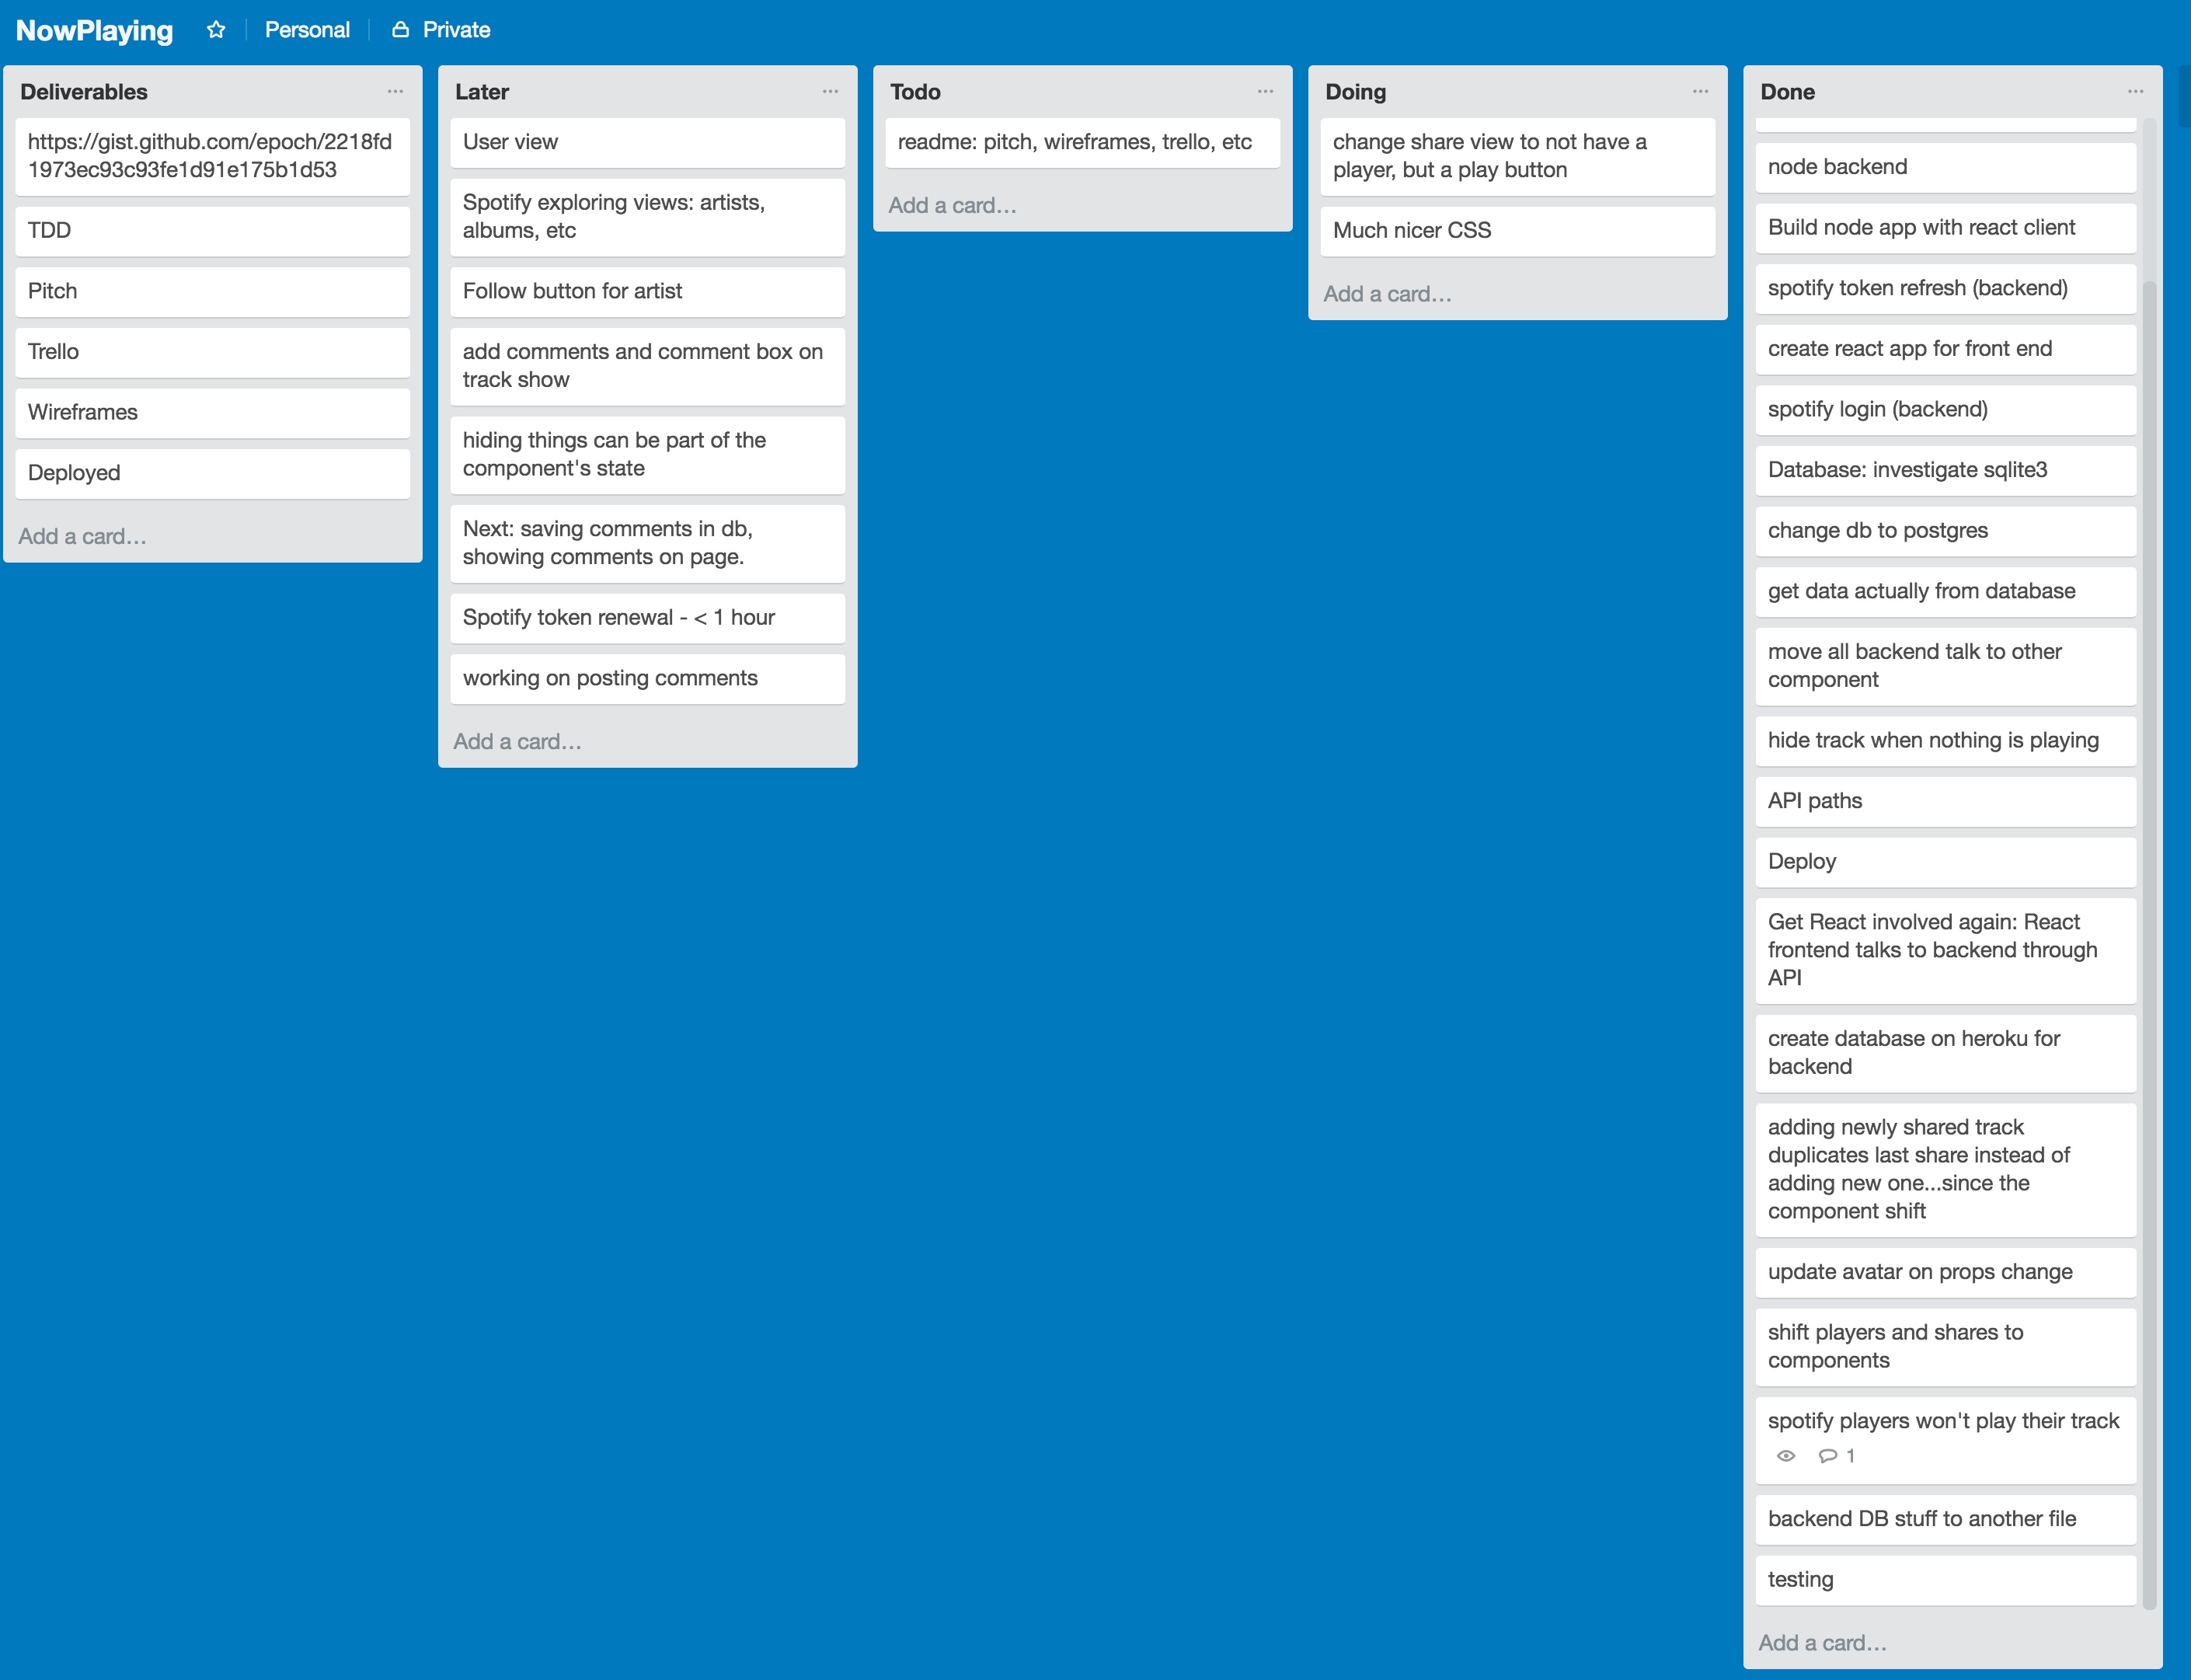 NowPlaying
Personal
Private
Deliverables
https://gist.github.com/epoch/2218fd
1973ec93c93fe1d91e175b1d53
TDD
Pitch
Trello
Wireframes
Deployed
Add a card...
Later
User view
Spotify exploring views: artists,
albums, etc
Follow button for artist
add comments and comment box on
track show
hiding things can be part of the
component's state
Next: saving comments in db,
showing comments on page.
Spotify token renewal - < 1 hour
working on posting comments
Add a card...
Todo
readme: pitch, wireframes, trello, etc
Add a card...
Doing
change share view to not have a
player, but a play button
Much nicer CSS
Add a card...
Done
node backend
Build node app with react client
spotify token refresh (backend)
create react app for front end
spotify login (backend)
Database: investigate sqlite3
change db to postgres
get data actually from database
move all backend talk to other
component
hide track when nothing is playing
API paths
Deploy
Get React involved again: React
frontend talks to backend through
API
create database on heroku for
backend
adding newly shared track
duplicates last share instead of
adding new one...since the
component shift
update avatar on props change
shift players and shares to
components
spotify players won't play their track
1
backend DB stuff to another file
testing
Add a card...